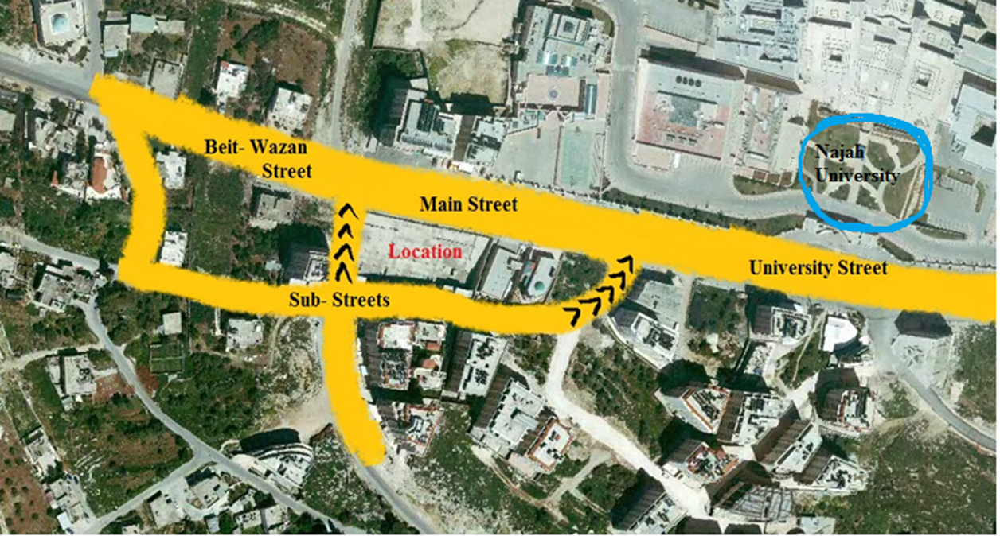 Beit- Wazan
Street
Najah
University
Main Street
Location
University Street
Sub- Streets